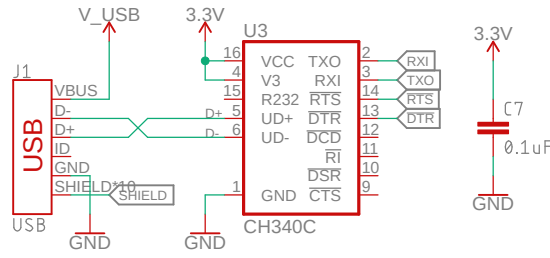 V_USB
3.3V
3.3V
J1
U3
VBUS
D-
D+
ID
GND
SHIELD*10
SHIELD
USB
USB
GND
D+
D-
16 VCC TXO 2 RXI
4 V3 RXI 3 TXO
15 R232 RTS 14 RTS
5 UD+ DTR 13 DTR
6 UD- DCD 12
RI 11
DSR 10
1 GND CTS 9
CH340C
GND
C7
0.1uF
GND